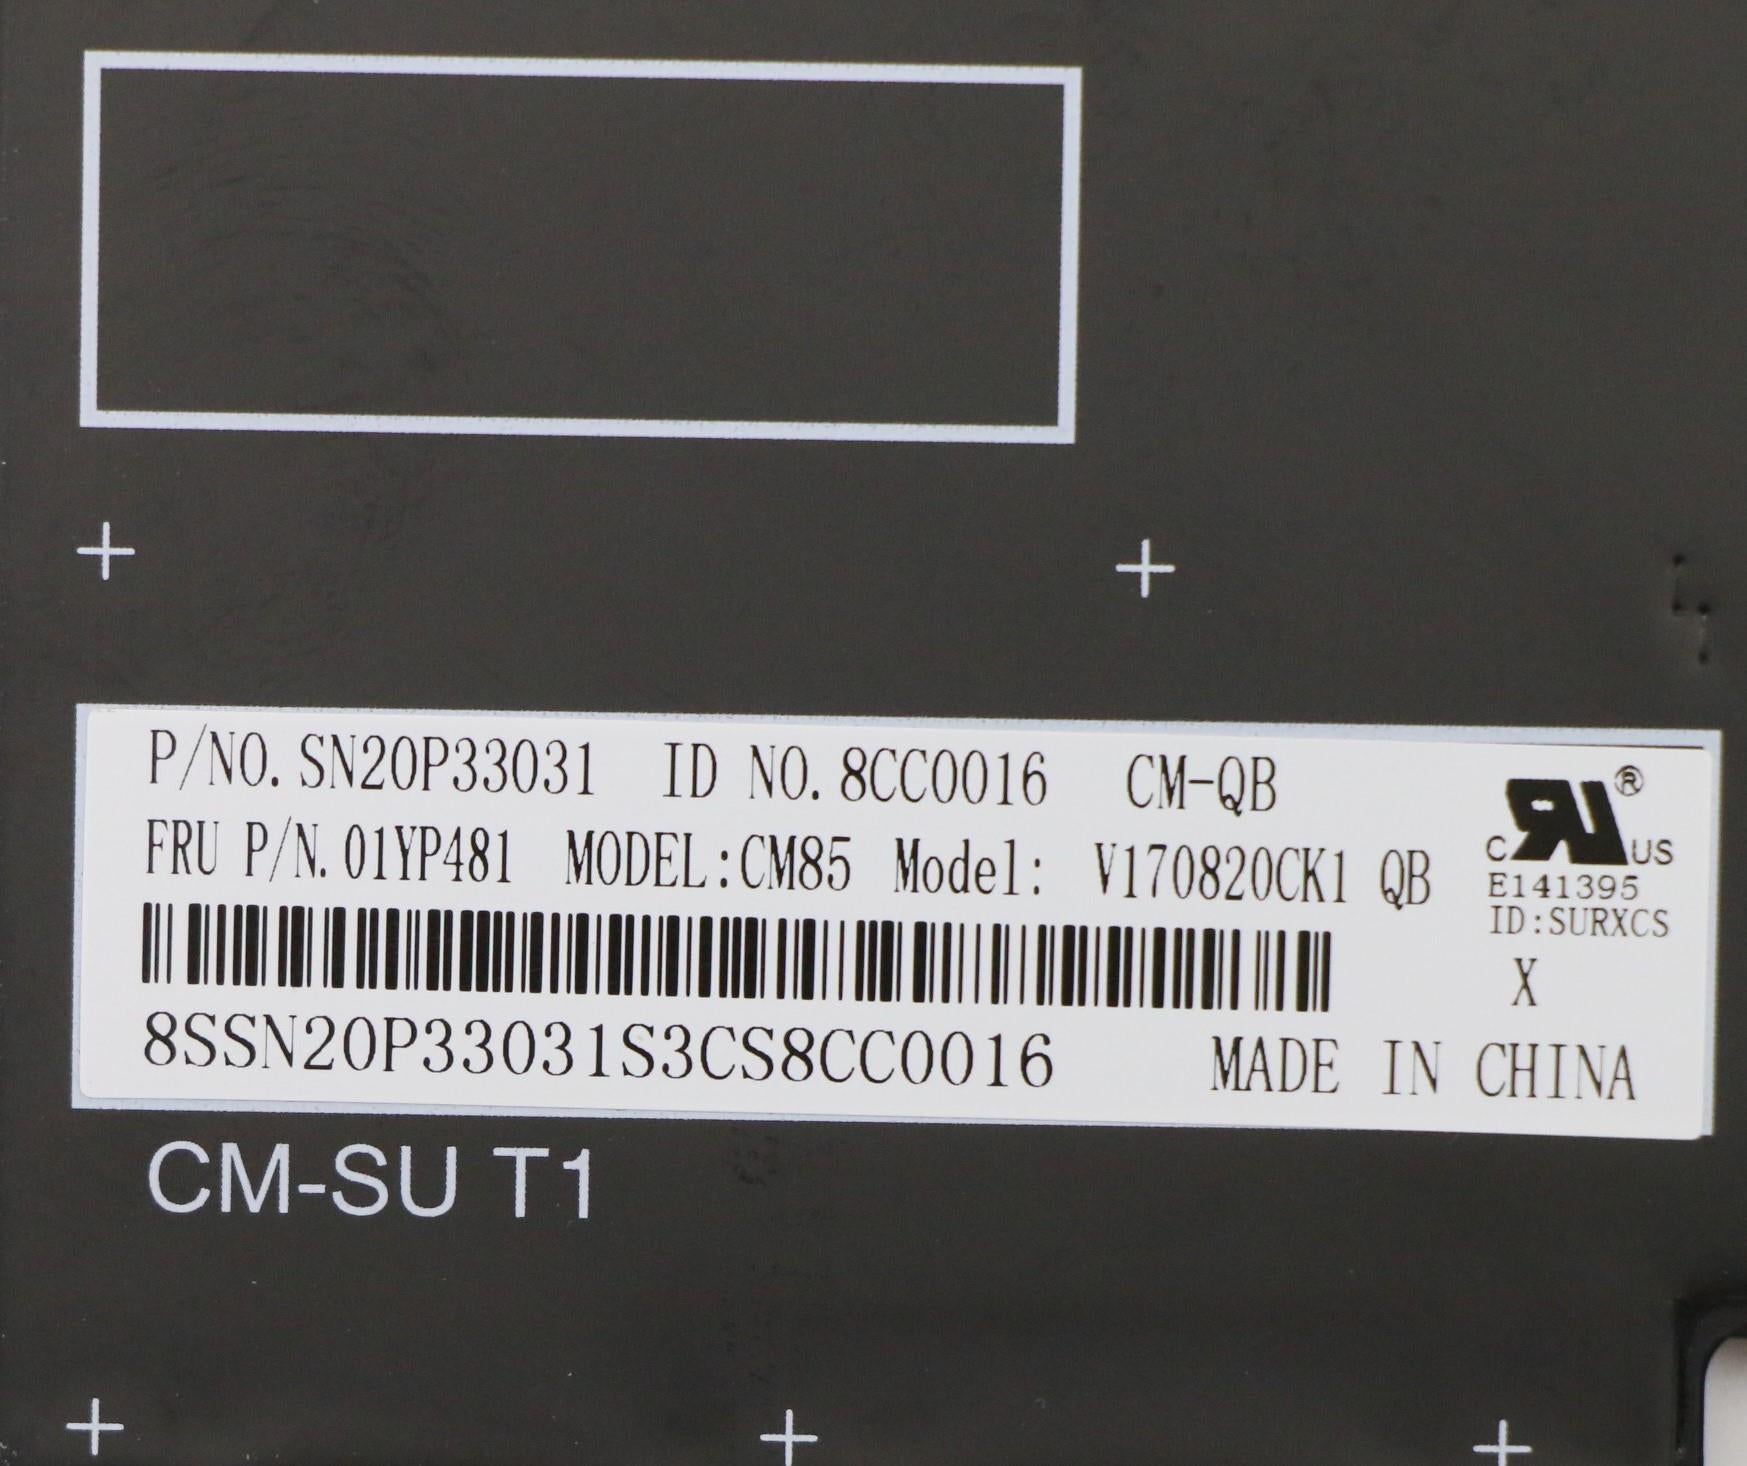 P/NO. SN20P33031 ID NO. 8CC0016 CM-QB
FRU P/N. 01YP481 MODEL:CM85 Model: V170820CK1 QB
8SSN20P33031S3CS8CC0016
RU®
C US
E141395
ID:SURXCS
X
MADE IN CHINA
CM-SU T1